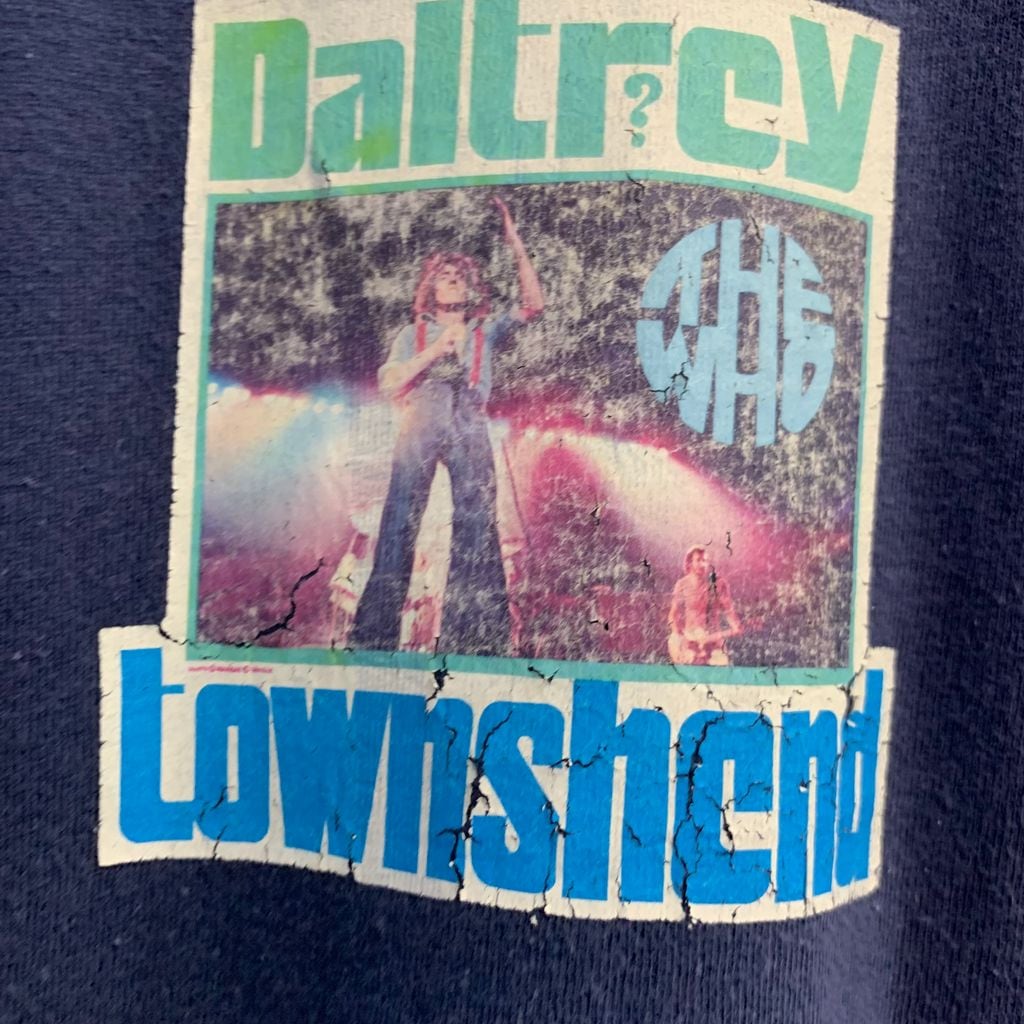 Daltrey
?
THE
WHO
townshend